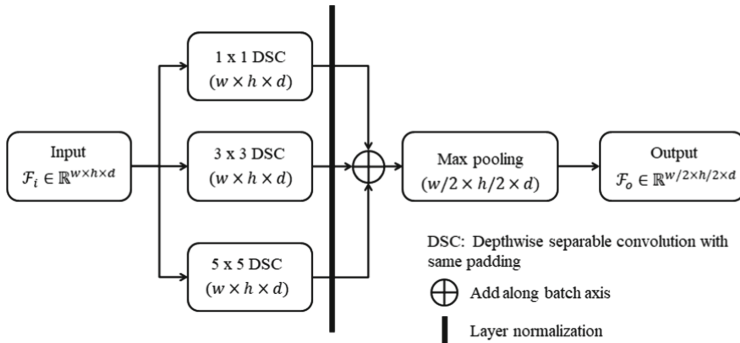 1 x 1 DSC
(w × h × d)
Input
ℱᵢ ∈ ℝ^{w×h×d}
3 x 3 DSC
(w × h × d)
Max pooling
(w/2 × h/2 × d)
Output
ℱₒ ∈ ℝ^{w/2×h/2×d}
5 x 5 DSC
(w × h × d)
DSC: Depthwise separable convolution with
same padding
Add along batch axis
Layer normalization